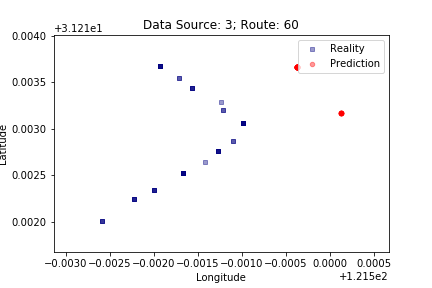 Data Source: 3; Route: 60
+3.121e1
0.0040
0.0035
0.0030
0.0025
0.0020
Latitude
Reality
Prediction
−0.0030 −0.0025 −0.0020 −0.0015 −0.0010 −0.0005 0.0000 0.0005
Longitude
+1.215e2